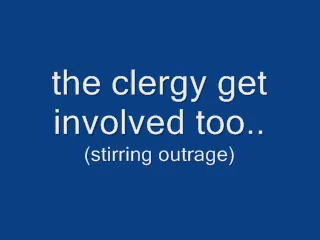 the clergy get
involved too..
(stirring outrage)